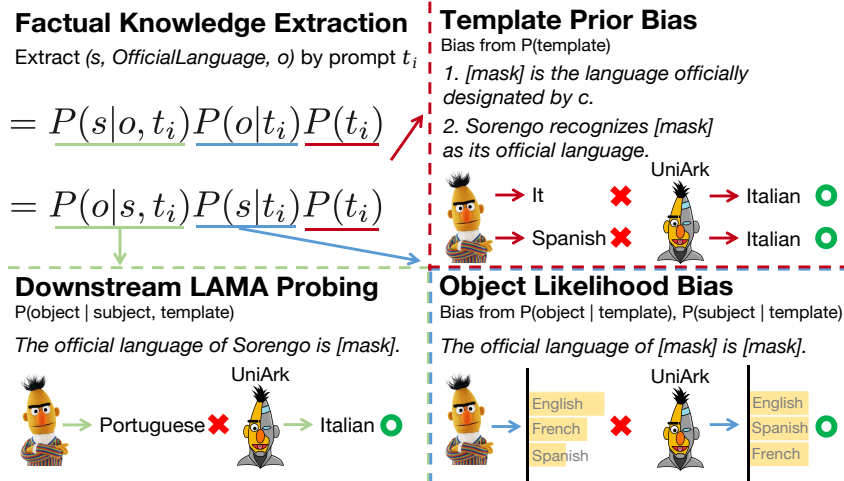 Factual Knowledge Extraction
Extract (s, OfficialLanguage, o) by prompt t_i
= P(s|o, t_i)P(o|t_i)P(t_i)
= P(o|s, t_i)P(s|t_i)P(t_i)
Template Prior Bias
Bias from P(template)
1. [mask] is the language officially
designated by c.
2. Sorengo recognizes [mask]
as its official language.
UniArk
It
Italian
Spanish
Italian
Downstream LAMA Probing
P(object | subject, template)
The official language of Sorengo is [mask].
UniArk
Portuguese
Italian
Object Likelihood Bias
Bias from P(object | template), P(subject | template)
The official language of [mask] is [mask].
UniArk
English
French
Spanish
English
Spanish
French